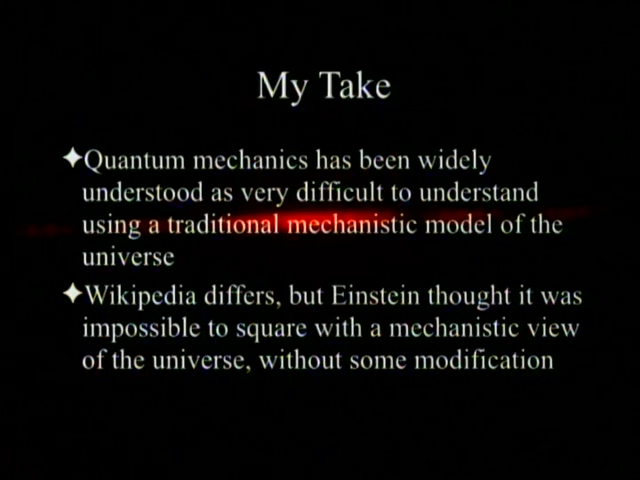 My Take
✦Quantum mechanics has been widely
understood as very difficult to understand
using a traditional mechanistic model of the
universe
✦Wikipedia differs, but Einstein thought it was
impossible to square with a mechanistic view
of the universe, without some modification